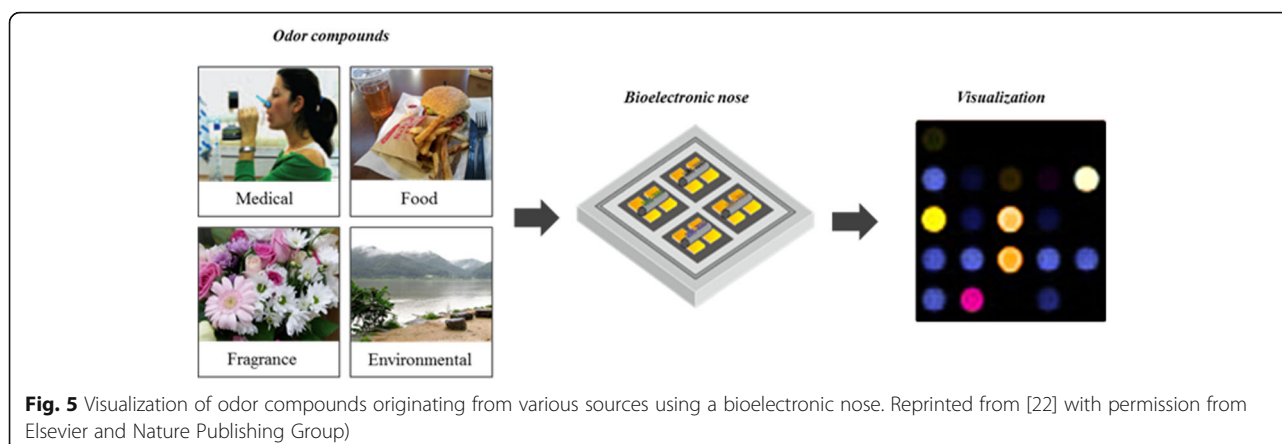 Odor compounds
Bioelectronic nose
Visualization
Medical
Food
Fragrance
Environmental
Fig. 5 Visualization of odor compounds originating from various sources using a bioelectronic nose. Reprinted from [22] with permission from
Elsevier and Nature Publishing Group)